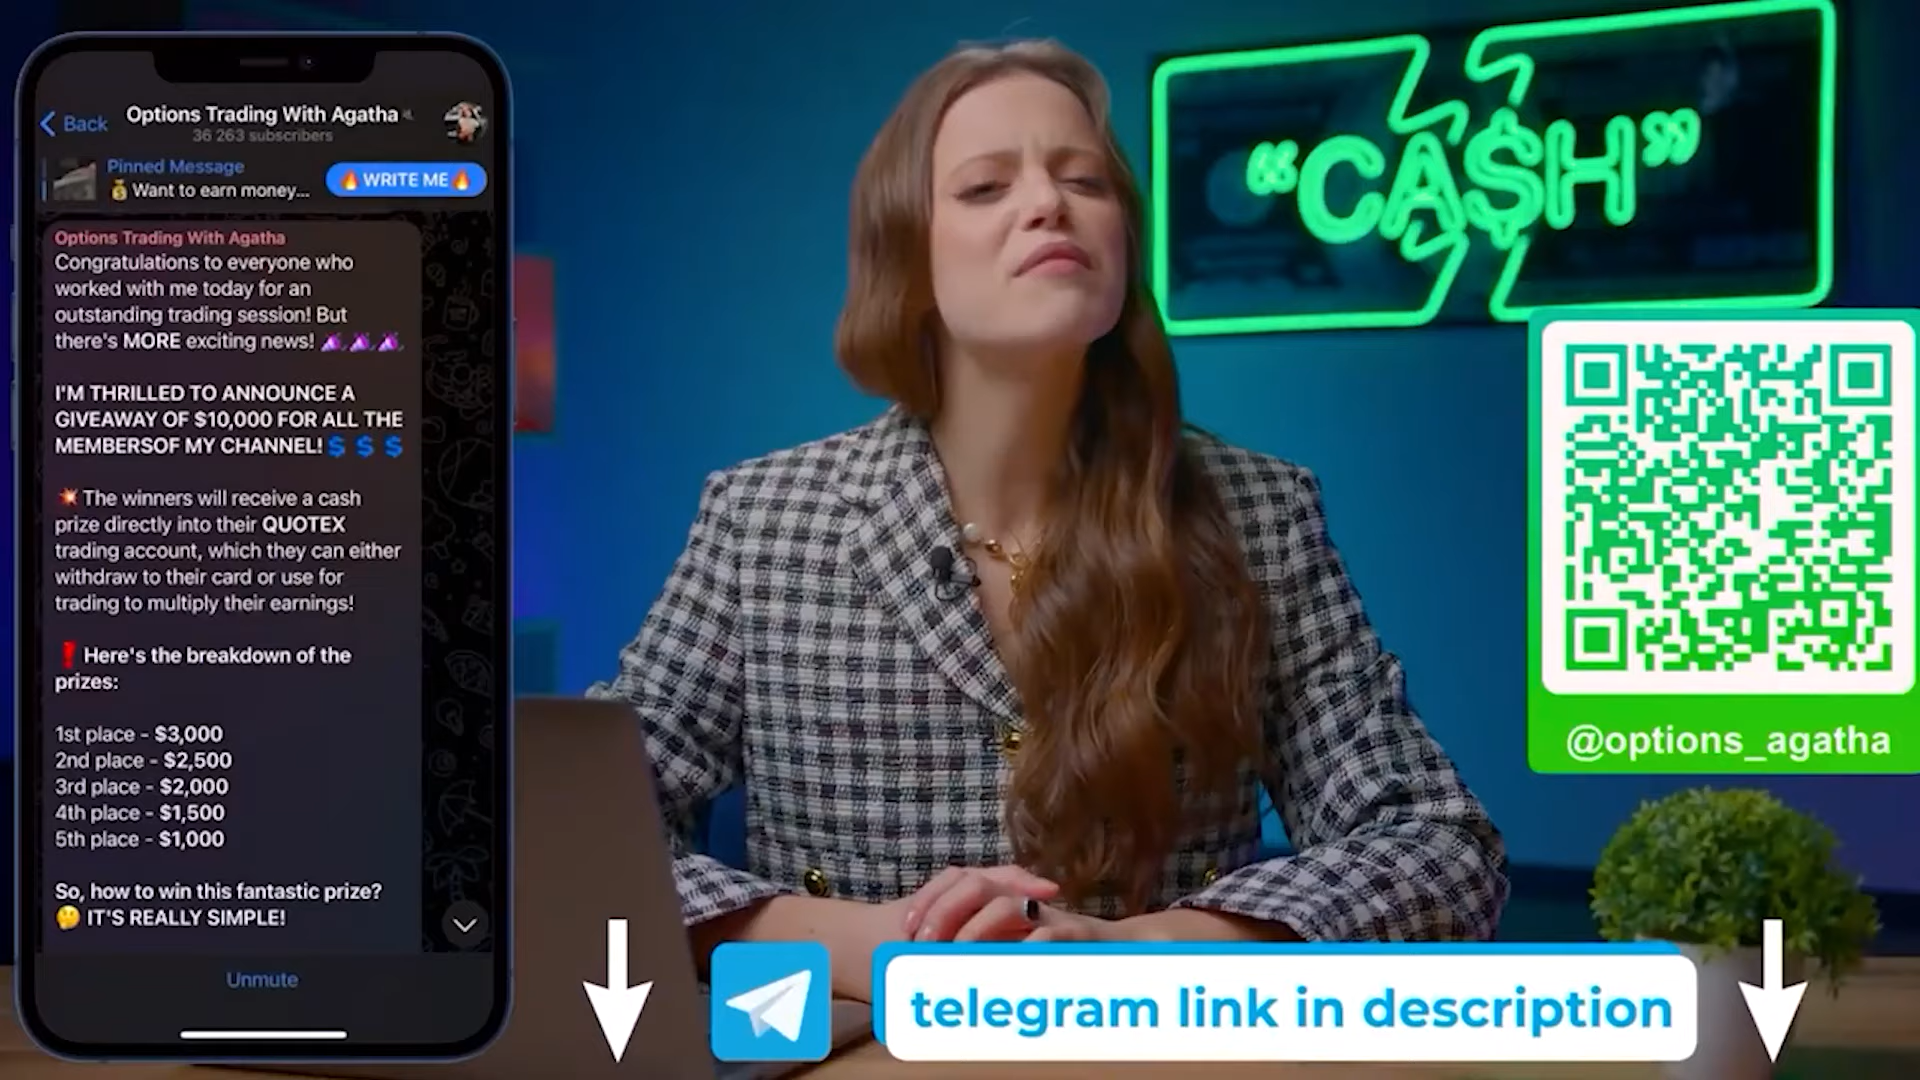 Back
Options Trading With Agatha
36 263 subscribers
Pinned Message
💰 Want to earn money...
🔥 WRITE ME 🔥
Options Trading With Agatha
Congratulations to everyone who
worked with me today for an
outstanding trading session! But
there's MORE exciting news! 🎉🎉🎉
I'M THRILLED TO ANNOUNCE A
GIVEAWAY OF $10,000 FOR ALL THE
MEMBERSOF MY CHANNEL! 💲💲💲
💥 The winners will receive a cash
prize directly into their QUOTEX
trading account, which they can either
withdraw to their card or use for
trading to multiply their earnings!
❗ Here's the breakdown of the
prizes:
1st place - $3,000
2nd place - $2,500
3rd place - $2,000
4th place - $1,500
5th place - $1,000
So, how to win this fantastic prize?
🤔 IT'S REALLY SIMPLE!
Unmute
“CA$H”
@options_agatha
telegram link in description